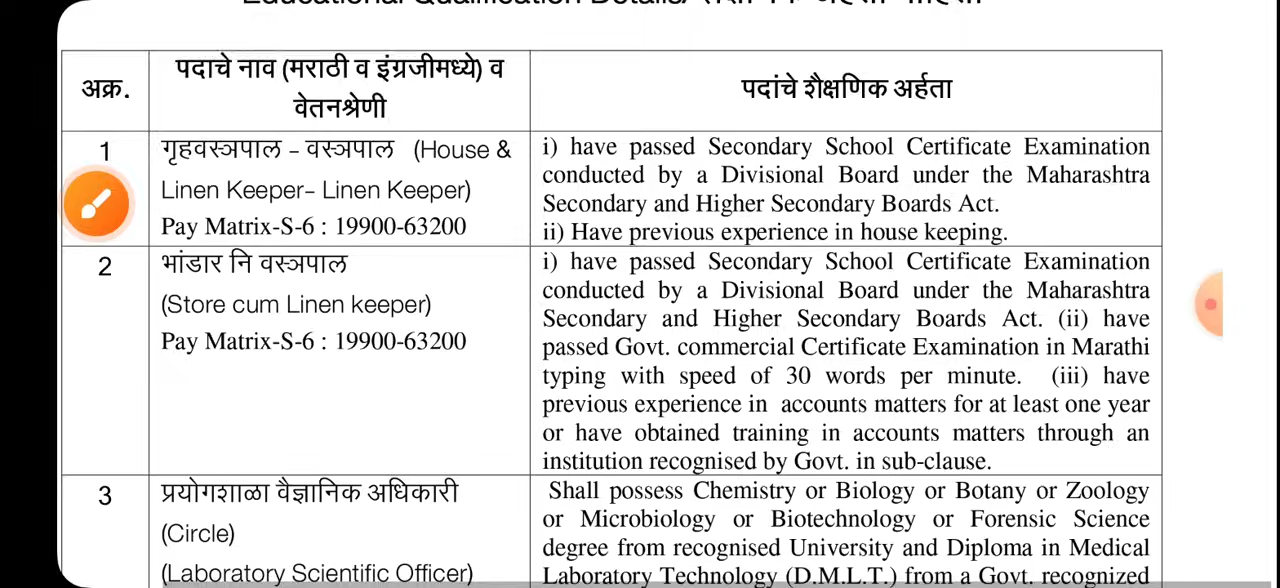 Educational Qualification Details/ शैक्षणिक अर्हता माहिती
अक्र.
पदाचे नाव (मराठी व इंग्रजीमध्ये) व
वेतनश्रेणी
पदांचे शैक्षणिक अर्हता
1
गृहवस्त्रपाल – वस्त्रपाल (House &
Linen Keeper– Linen Keeper)
Pay Matrix-S-6 : 19900-63200
i) have passed Secondary School Certificate Examination
conducted by a Divisional Board under the Maharashtra
Secondary and Higher Secondary Boards Act.
ii) Have previous experience in house keeping.
2
भांडार नि वस्त्रपाल
(Store cum Linen keeper)
Pay Matrix-S-6 : 19900-63200
i) have passed Secondary School Certificate Examination
conducted by a Divisional Board under the Maharashtra
Secondary and Higher Secondary Boards Act. (ii) have
passed Govt. commercial Certificate Examination in Marathi
typing with speed of 30 words per minute. (iii) have
previous experience in accounts matters for at least one year
or have obtained training in accounts matters through an
institution recognised by Govt. in sub-clause.
3
प्रयोगशाळा वैज्ञानिक अधिकारी
(Circle)
(Laboratory Scientific Officer)
Shall possess Chemistry or Biology or Botany or Zoology
or Microbiology or Biotechnology or Forensic Science
degree from recognised University and Diploma in Medical
Laboratory Technology (D.M.L.T.) from a Govt. recognized